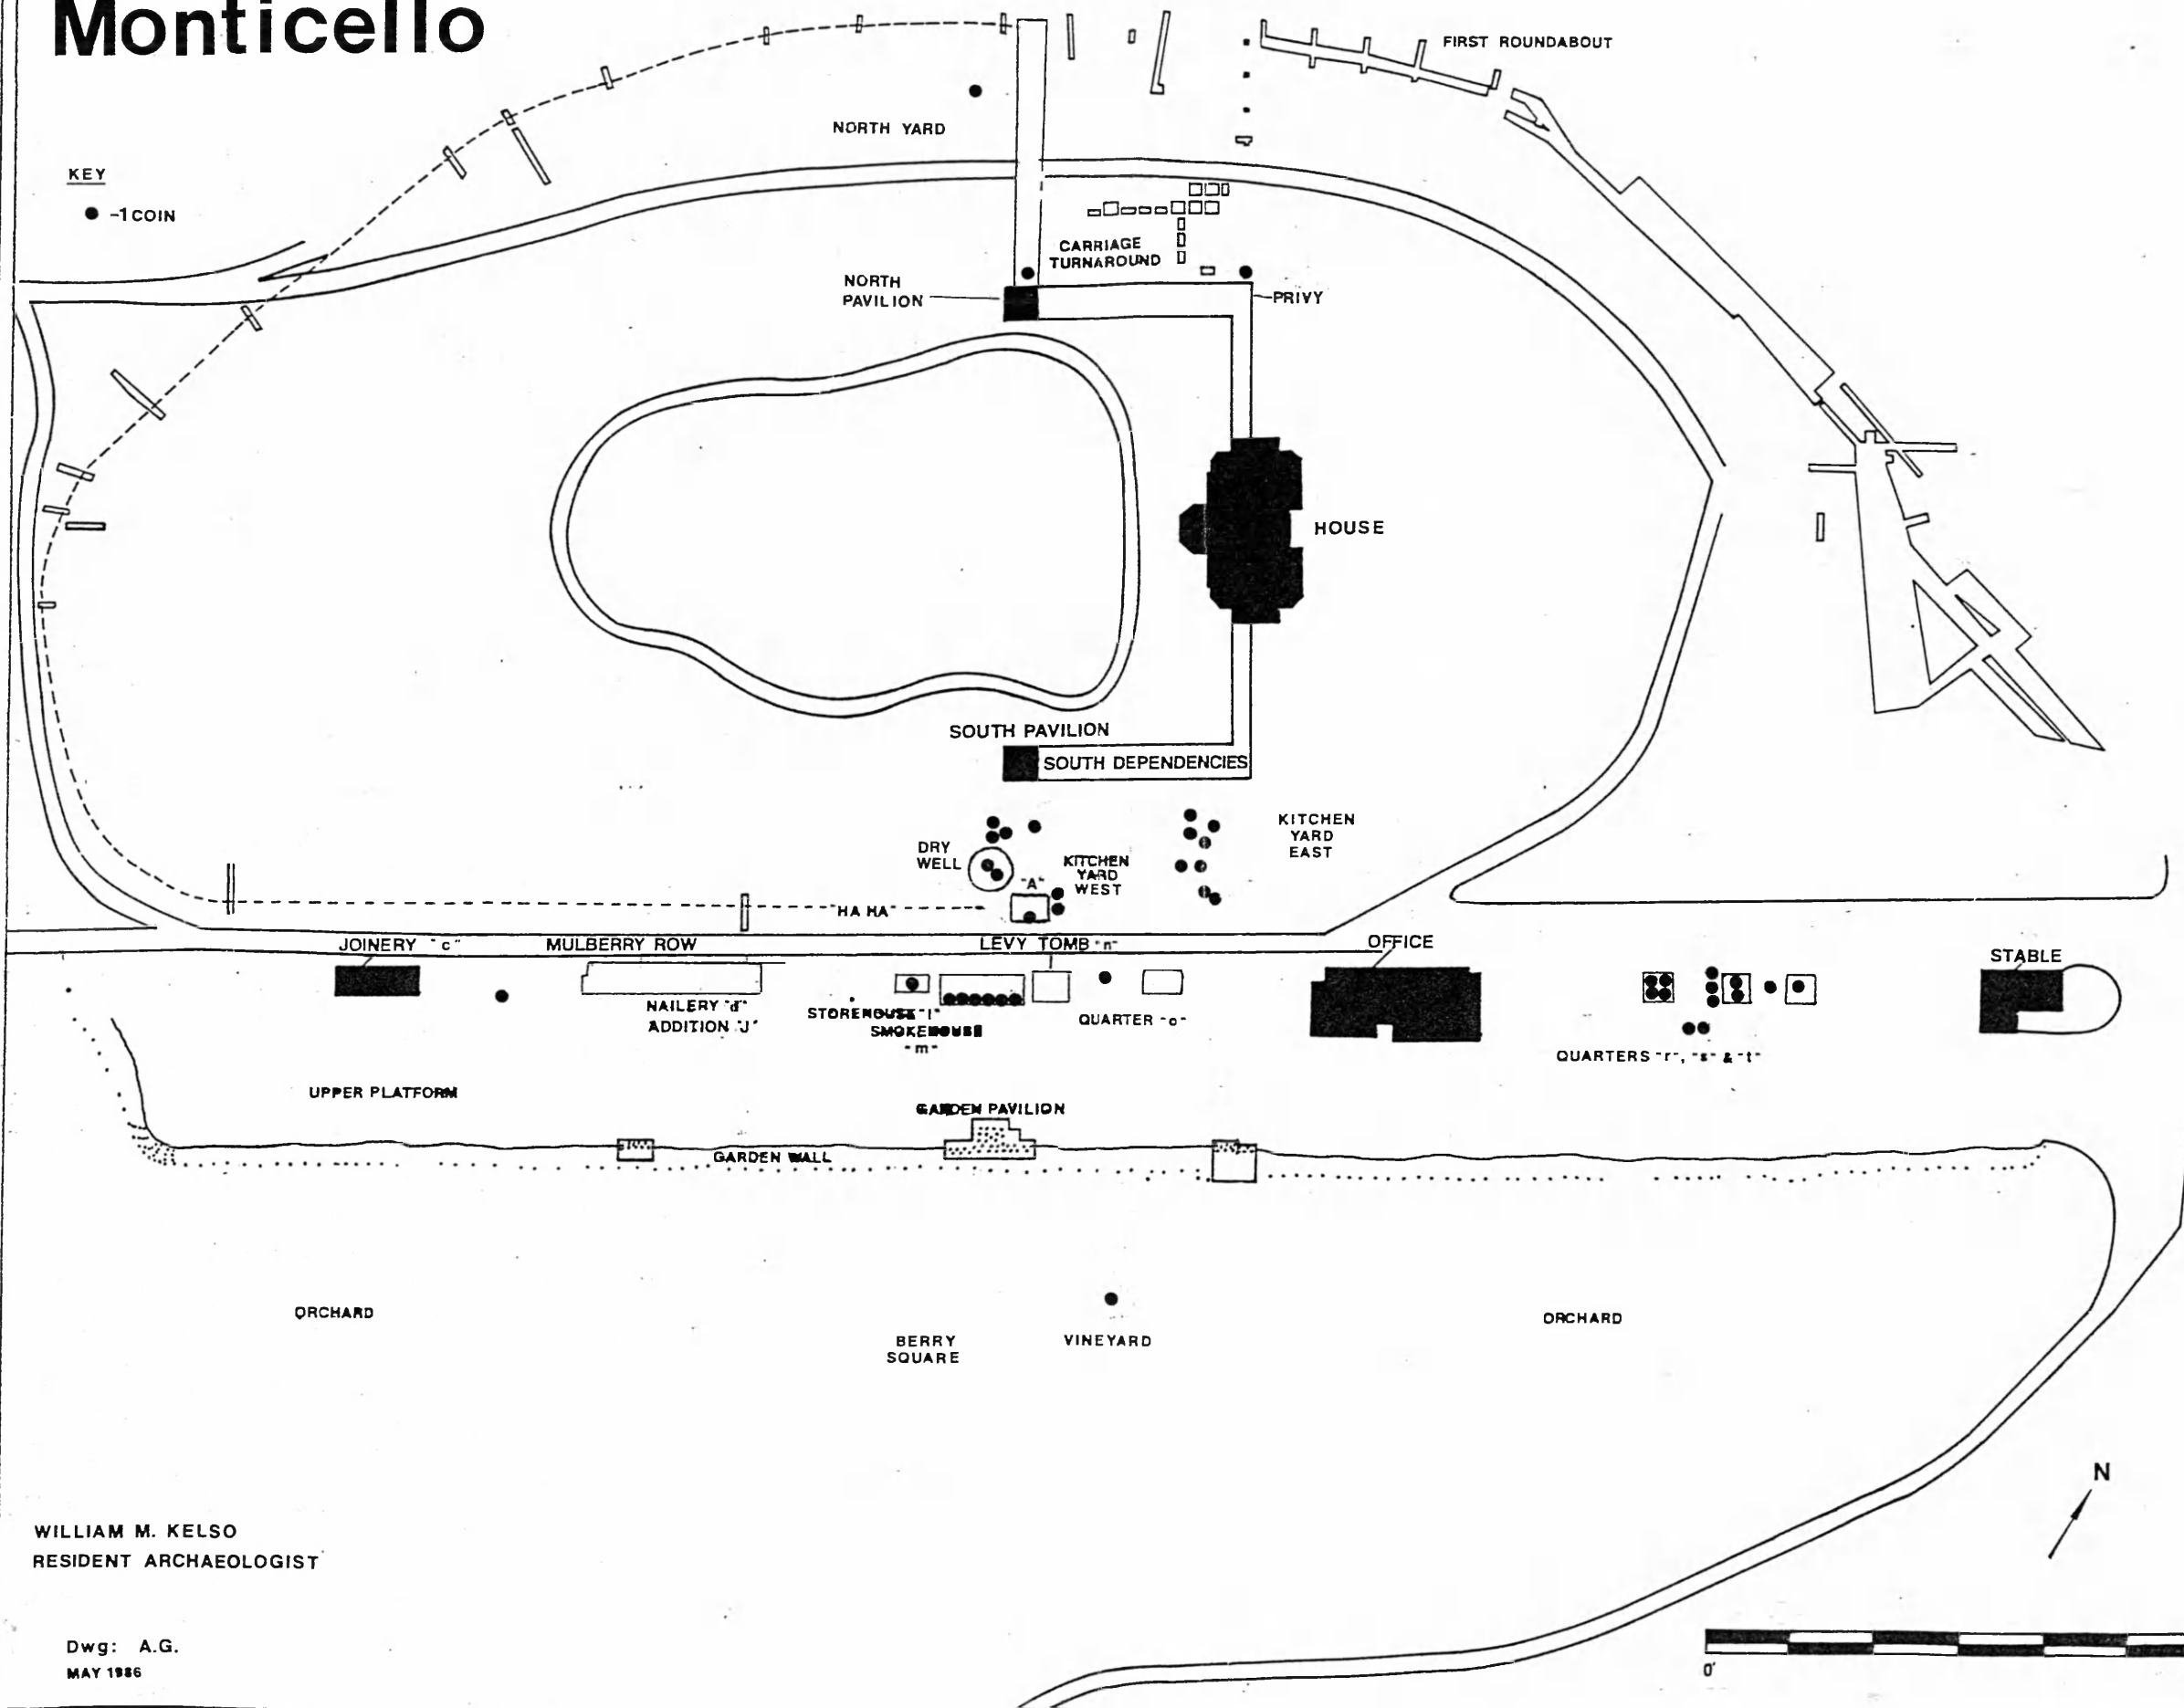 Monticello
FIRST ROUNDABOUT
NORTH YARD
KEY
-1 COIN
CARRIAGE
TURNAROUND
NORTH
PAVILION
PRIVY
HOUSE
SOUTH PAVILION
SOUTH DEPENDENCIES
KITCHEN
YARD
EAST
DRY
WELL
"A"
KITCHEN
YARD
WEST
"HA HA"
JOINERY "c"
MULBERRY ROW
LEVY TOMB "n"
OFFICE
STABLE
NAILERY "d"
ADDITION "J"
STOREHOUSE "l"
SMOKEHOUSE
"m"
QUARTER "o"
QUARTERS "r", "s" & "t"
UPPER PLATFORM
GARDEN PAVILION
GARDEN WALL
ORCHARD
BERRY
SQUARE
VINEYARD
ORCHARD
N
WILLIAM M. KELSO
RESIDENT ARCHAEOLOGIST
Dwg: A.G.
MAY 1986
0'